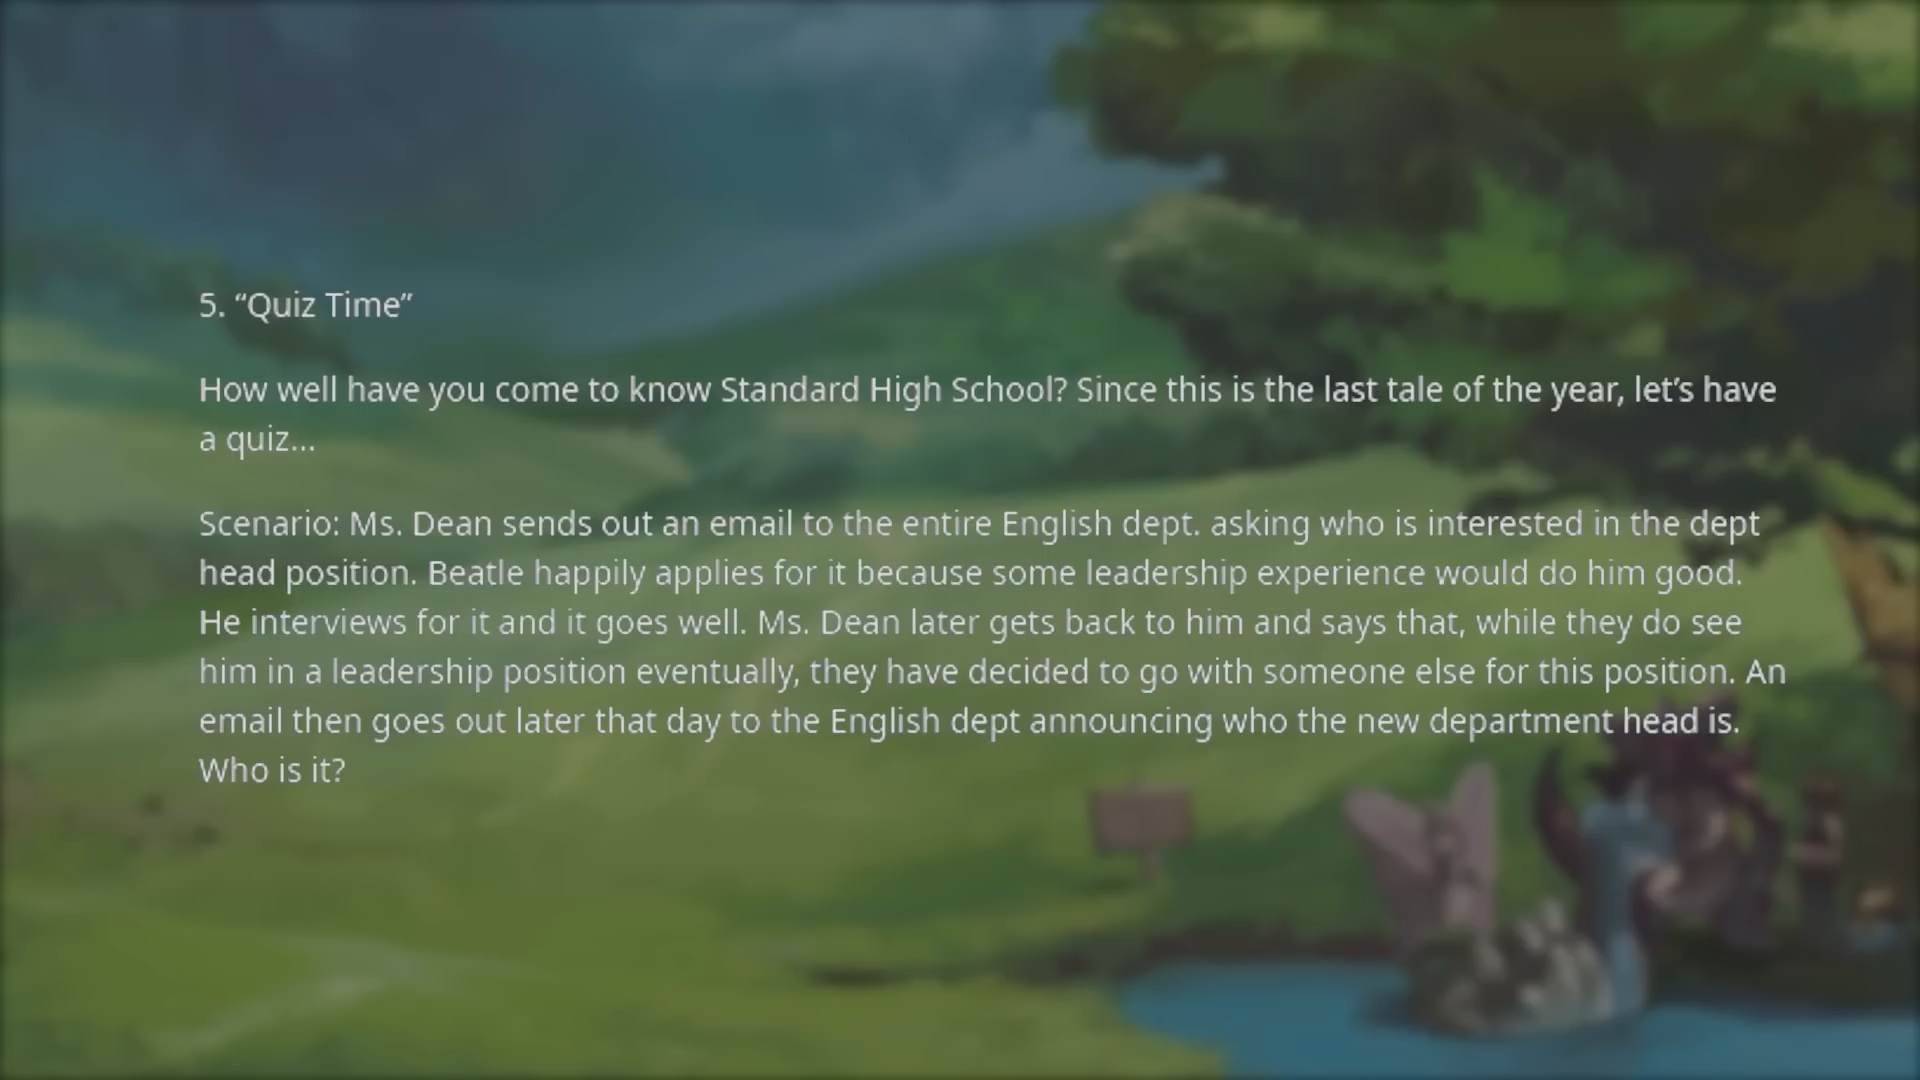 5. “Quiz Time”
How well have you come to know Standard High School? Since this is the last tale of the year, let’s have
a quiz...
Scenario: Ms. Dean sends out an email to the entire English dept. asking who is interested in the dept
head position. Beatle happily applies for it because some leadership experience would do him good.
He interviews for it and it goes well. Ms. Dean later gets back to him and says that, while they do see
him in a leadership position eventually, they have decided to go with someone else for this position. An
email then goes out later that day to the English dept announcing who the new department head is.
Who is it?